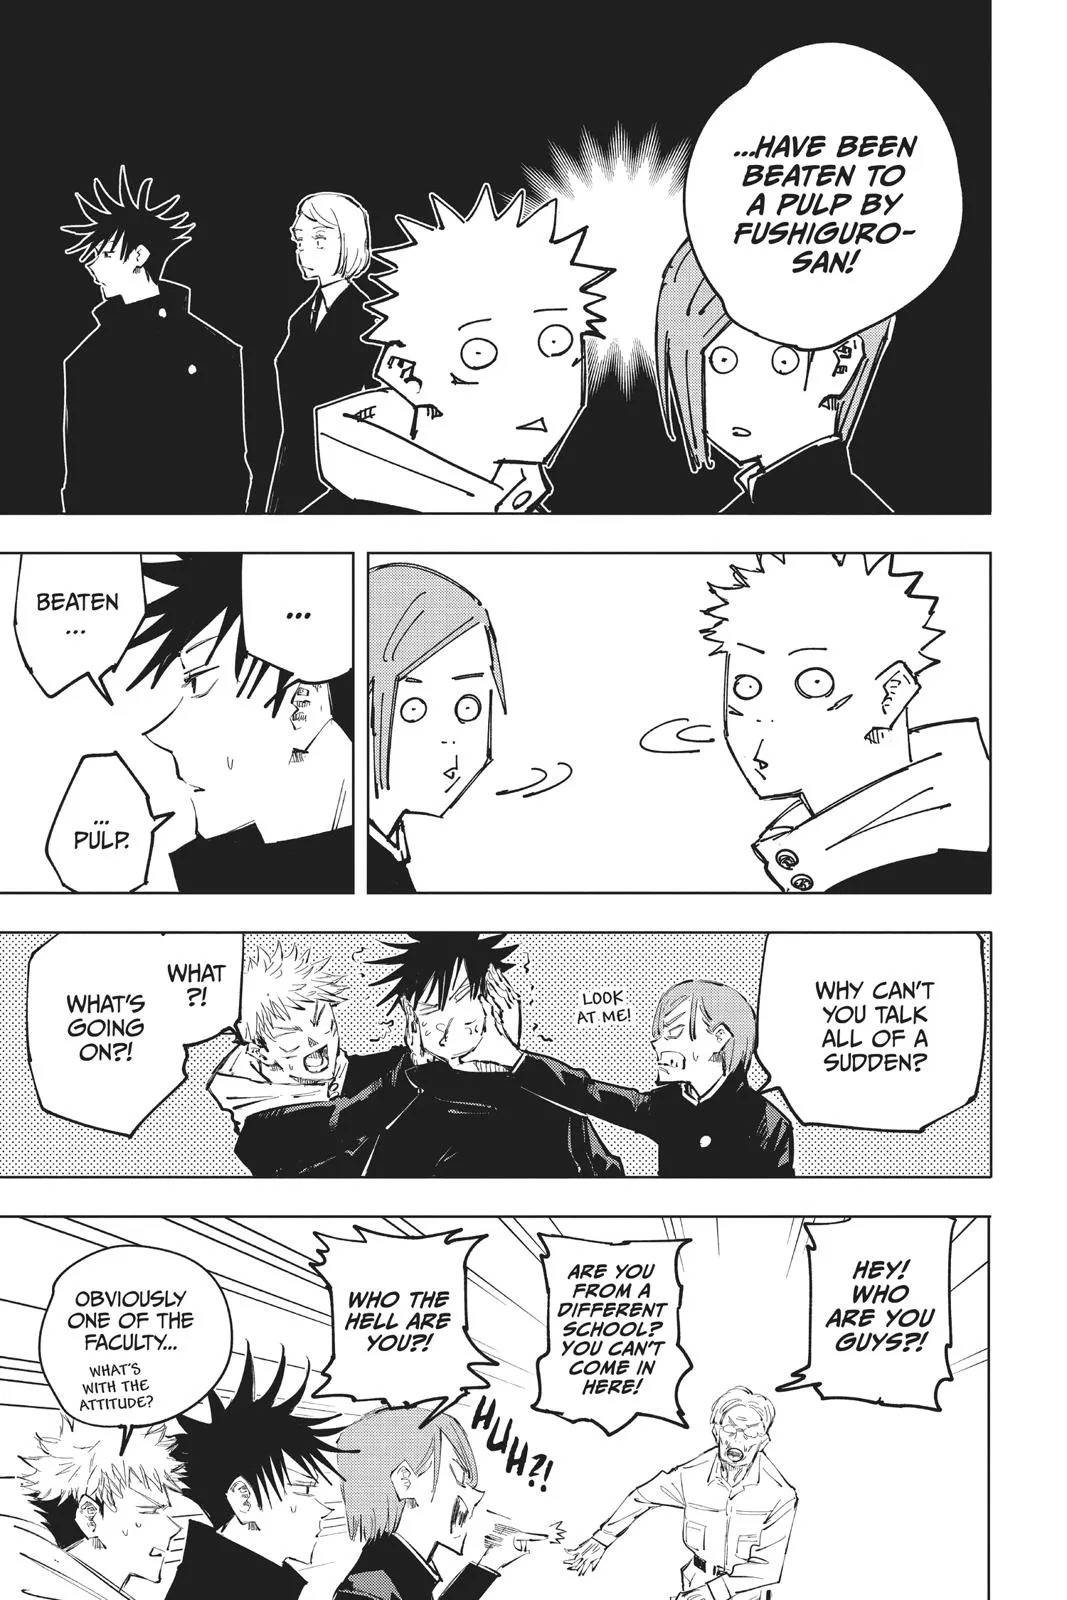 ...HAVE BEEN
BEATEN TO
A PULP BY
FUSHIGURO-
SAN!
...
BEATEN
...
...
PULP.
WHY CAN'T
YOU TALK
ALL OF A
SUDDEN?
LOOK
AT ME!
WHAT
?!
WHAT'S
GOING
ON?!
HEY!
WHO
ARE YOU
GUYS?!
ARE YOU
FROM A
DIFFERENT
SCHOOL?
YOU CAN'T
COME IN
HERE!
WHO THE
HELL ARE
YOU?!
HUH?!
OBVIOUSLY
ONE OF THE
FACULTY...
WHAT'S
WITH THE
ATTITUDE?